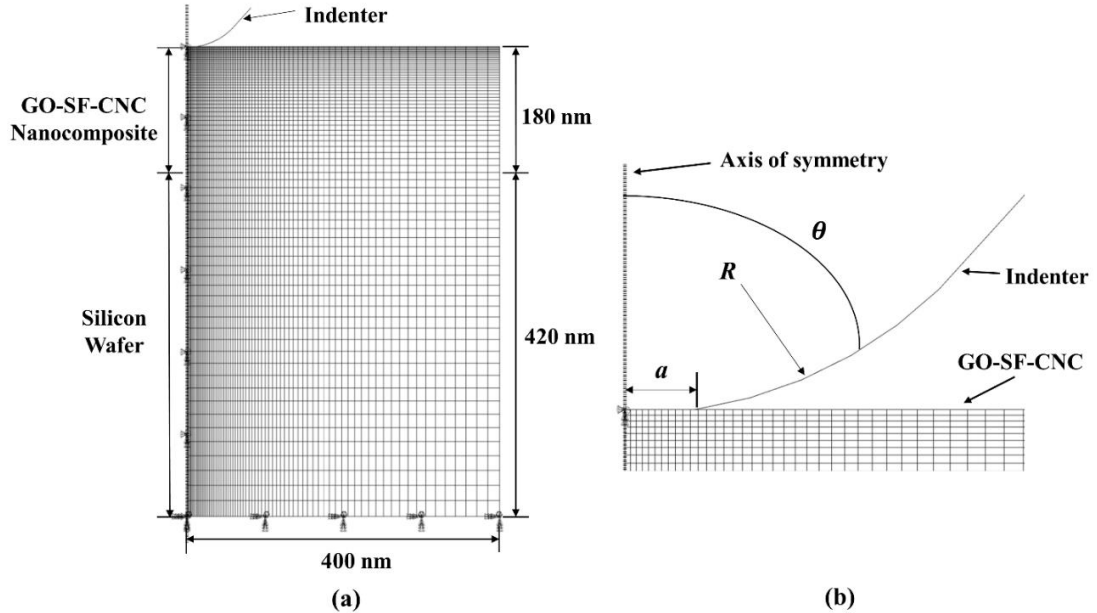 Indenter
GO-SF-CNC
Nanocomposite
180 nm
Silicon
Wafer
420 nm
400 nm
(a)
Axis of symmetry
θ
R
Indenter
a
GO-SF-CNC
(b)